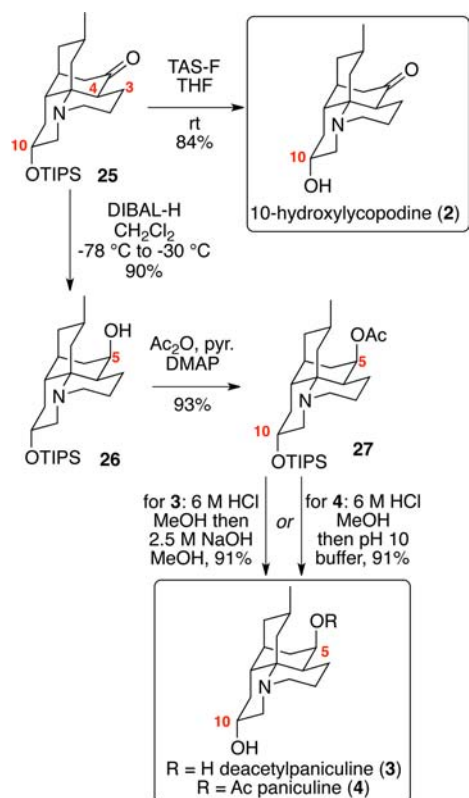 O
4
3
N
10
OTIPS
25
TAS-F
THF
rt
84%
O
N
10
OH
10-hydroxylycopodine (2)
DIBAL-H
CH2Cl2
-78 °C to -30 °C
90%
OH
5
N
OTIPS
26
Ac2O, pyr.
DMAP
93%
OAc
5
N
10
OTIPS
27
for 3: 6 M HCl
MeOH then
2.5 M NaOH
MeOH, 91%
or
for 4: 6 M HCl
MeOH
then pH 10
buffer, 91%
OR
5
N
10
OH
R = H deacetylpaniculine (3)
R = Ac paniculine (4)